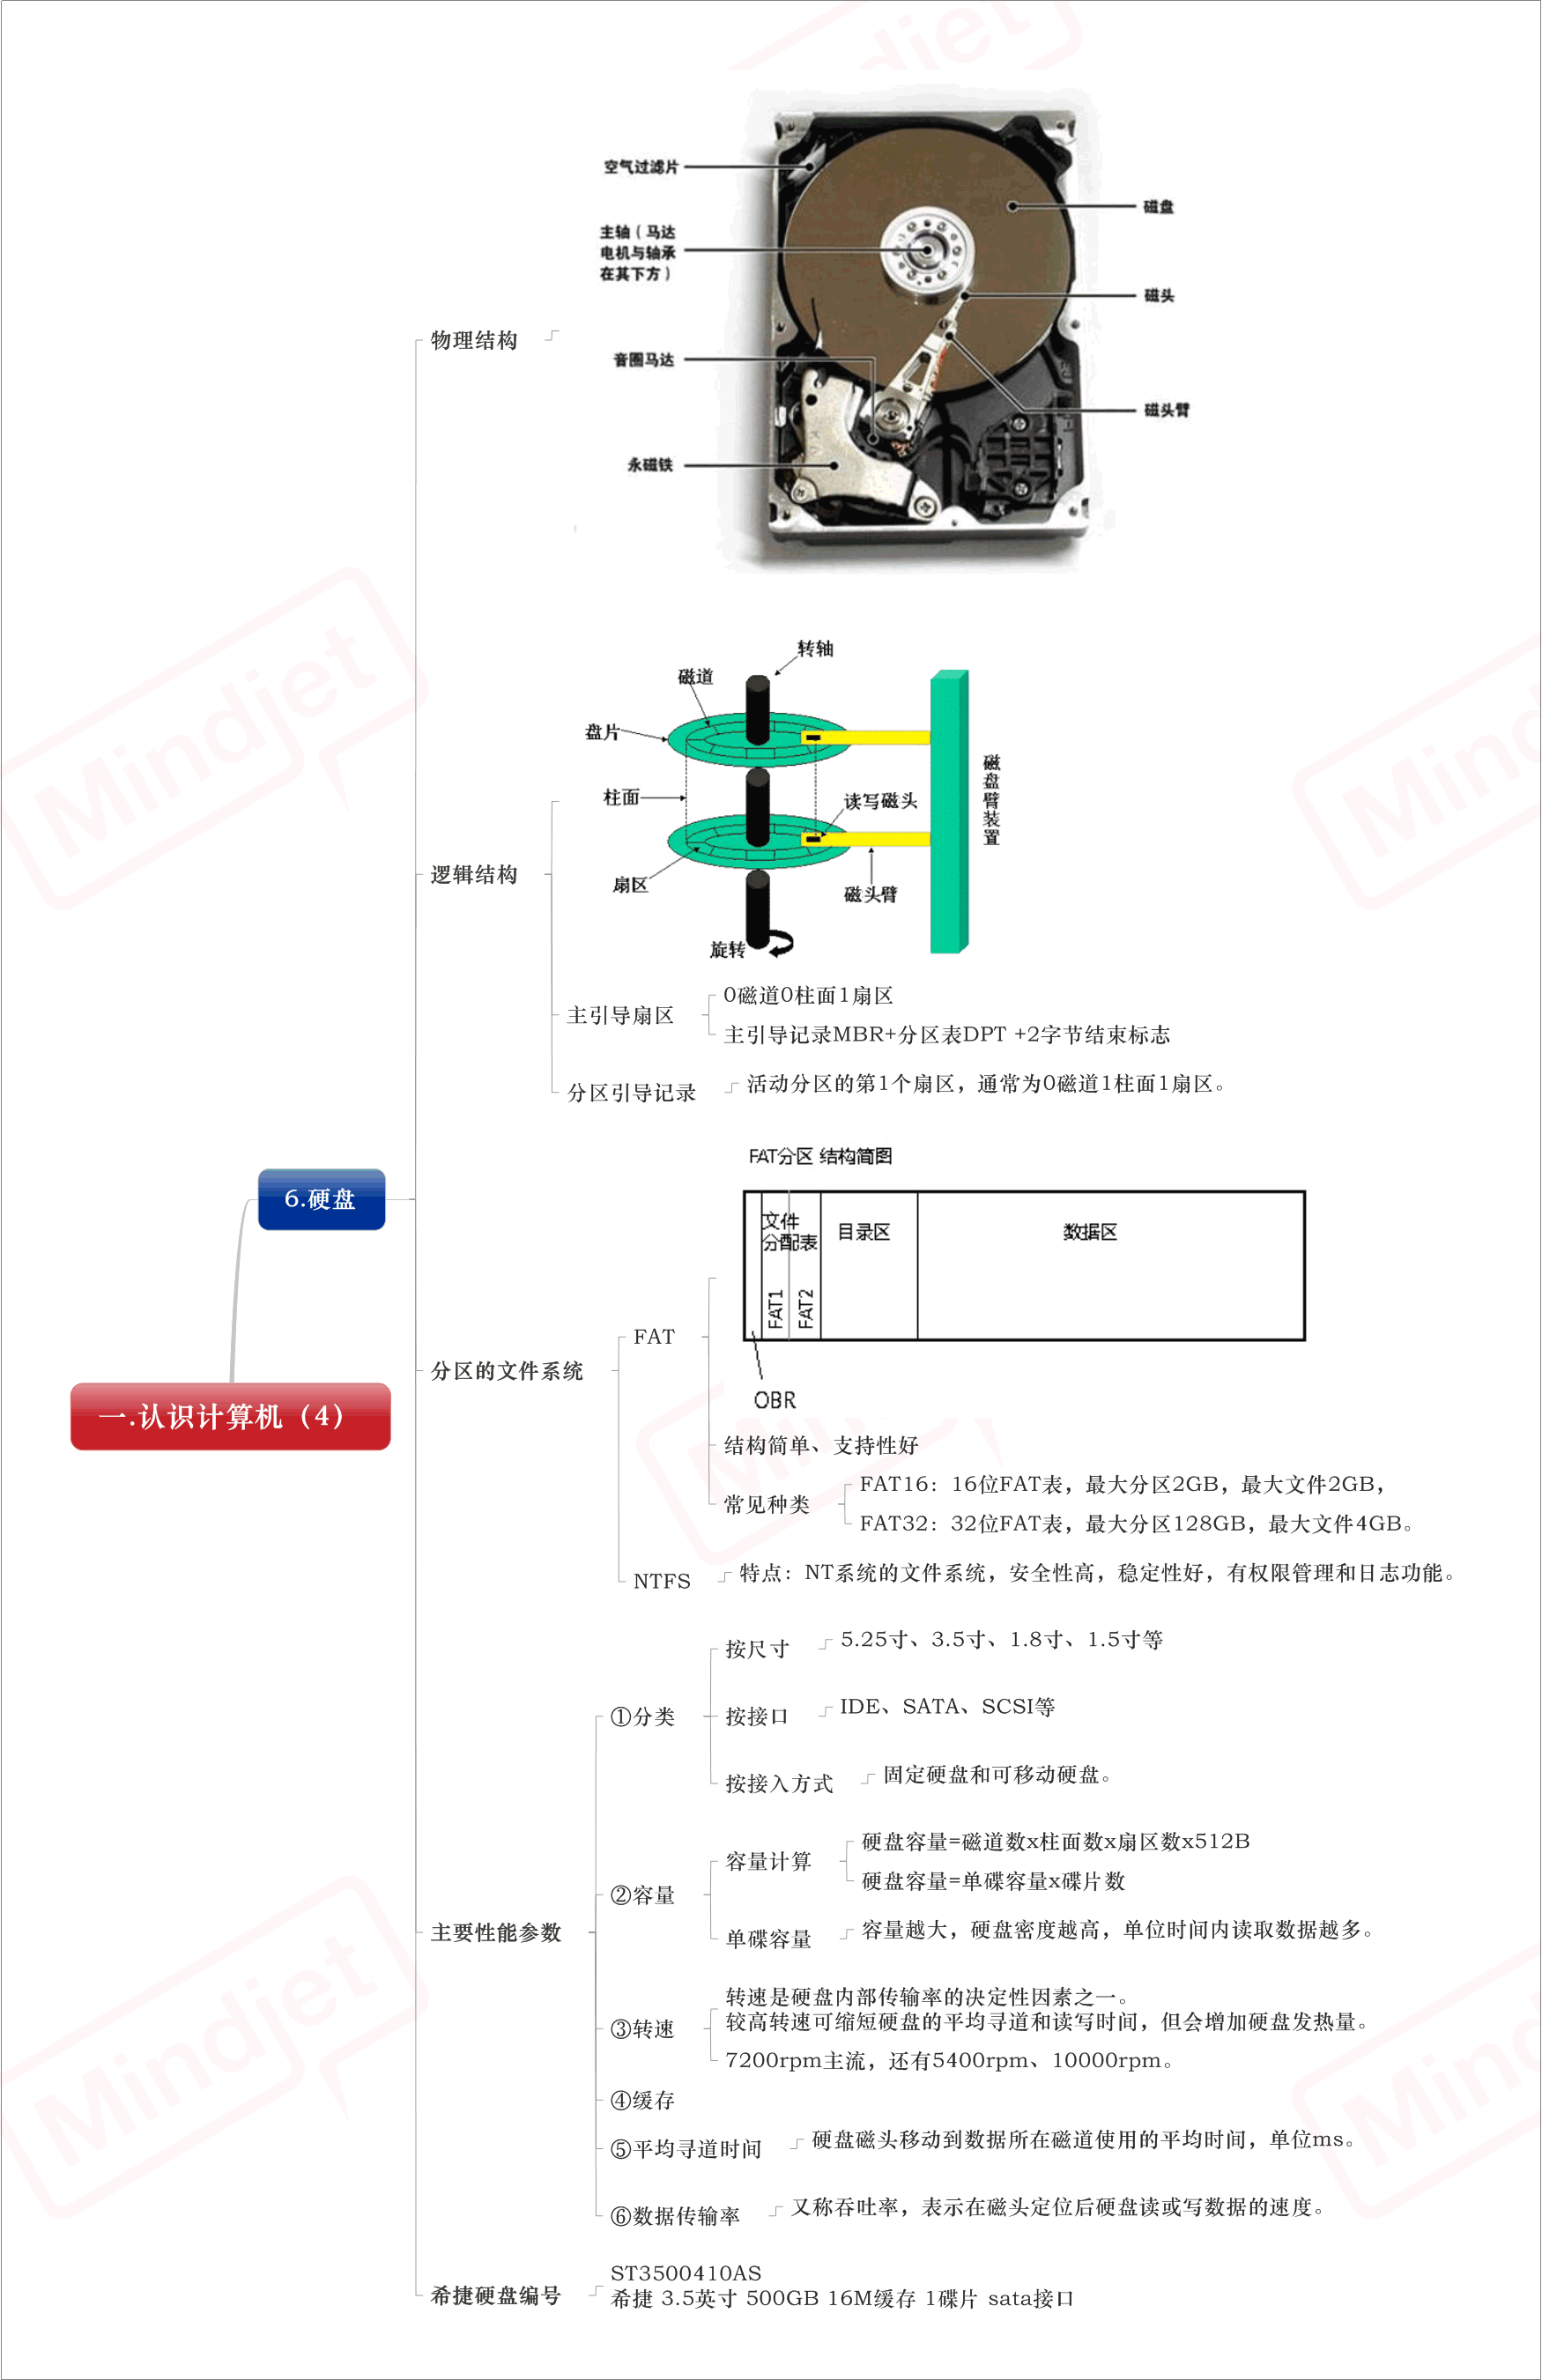 空气过滤片
主轴（马达
电机与轴承
在其下方）
音圈马达
永磁铁
磁盘
磁头
磁头臂
物理结构
转轴
磁道
盘片
柱面
读写磁头
扇区
磁头臂
旋转
磁盘臂装置
逻辑结构
主引导扇区
0磁道0柱面1扇区
主引导记录MBR+分区表DPT +2字节结束标志
分区引导记录
活动分区的第1个扇区，通常为0磁道1柱面1扇区。
6.硬盘
一.认识计算机（4）
分区的文件系统
FAT
FAT分区 结构简图
文件
分配表
目录区
数据区
FAT1
FAT2
OBR
结构简单、支持性好
常见种类
FAT16：16位FAT表，最大分区2GB，最大文件2GB，
FAT32：32位FAT表，最大分区128GB，最大文件4GB。
NTFS
特点：NT系统的文件系统，安全性高，稳定性好，有权限管理和日志功能。
主要性能参数
①分类
按尺寸
5.25寸、3.5寸、1.8寸、1.5寸等
按接口
IDE、SATA、SCSI等
按接入方式
固定硬盘和可移动硬盘。
②容量
容量计算
硬盘容量=磁道数x柱面数x扇区数x512B
硬盘容量=单碟容量x碟片数
单碟容量
容量越大，硬盘密度越高，单位时间内读取数据越多。
③转速
转速是硬盘内部传输率的决定性因素之一。
较高转速可缩短硬盘的平均寻道和读写时间，但会增加硬盘发热量。
7200rpm主流，还有5400rpm、10000rpm。
④缓存
⑤平均寻道时间
硬盘磁头移动到数据所在磁道使用的平均时间，单位ms。
⑥数据传输率
又称吞吐率，表示在磁头定位后硬盘读或写数据的速度。
希捷硬盘编号
ST3500410AS
希捷 3.5英寸 500GB 16M缓存 1碟片 sata接口
Mindjet
Mindjet
Mindjet
Mindjet
Mindjet
Mindjet